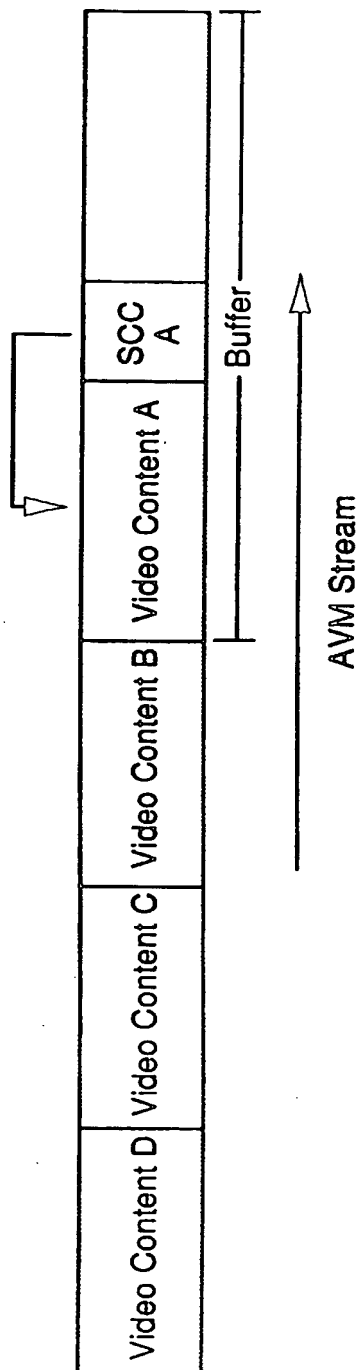 Video Content D
Video Content C
Video Content B
Video Content A
SCC
A
Buffer
AVM Stream